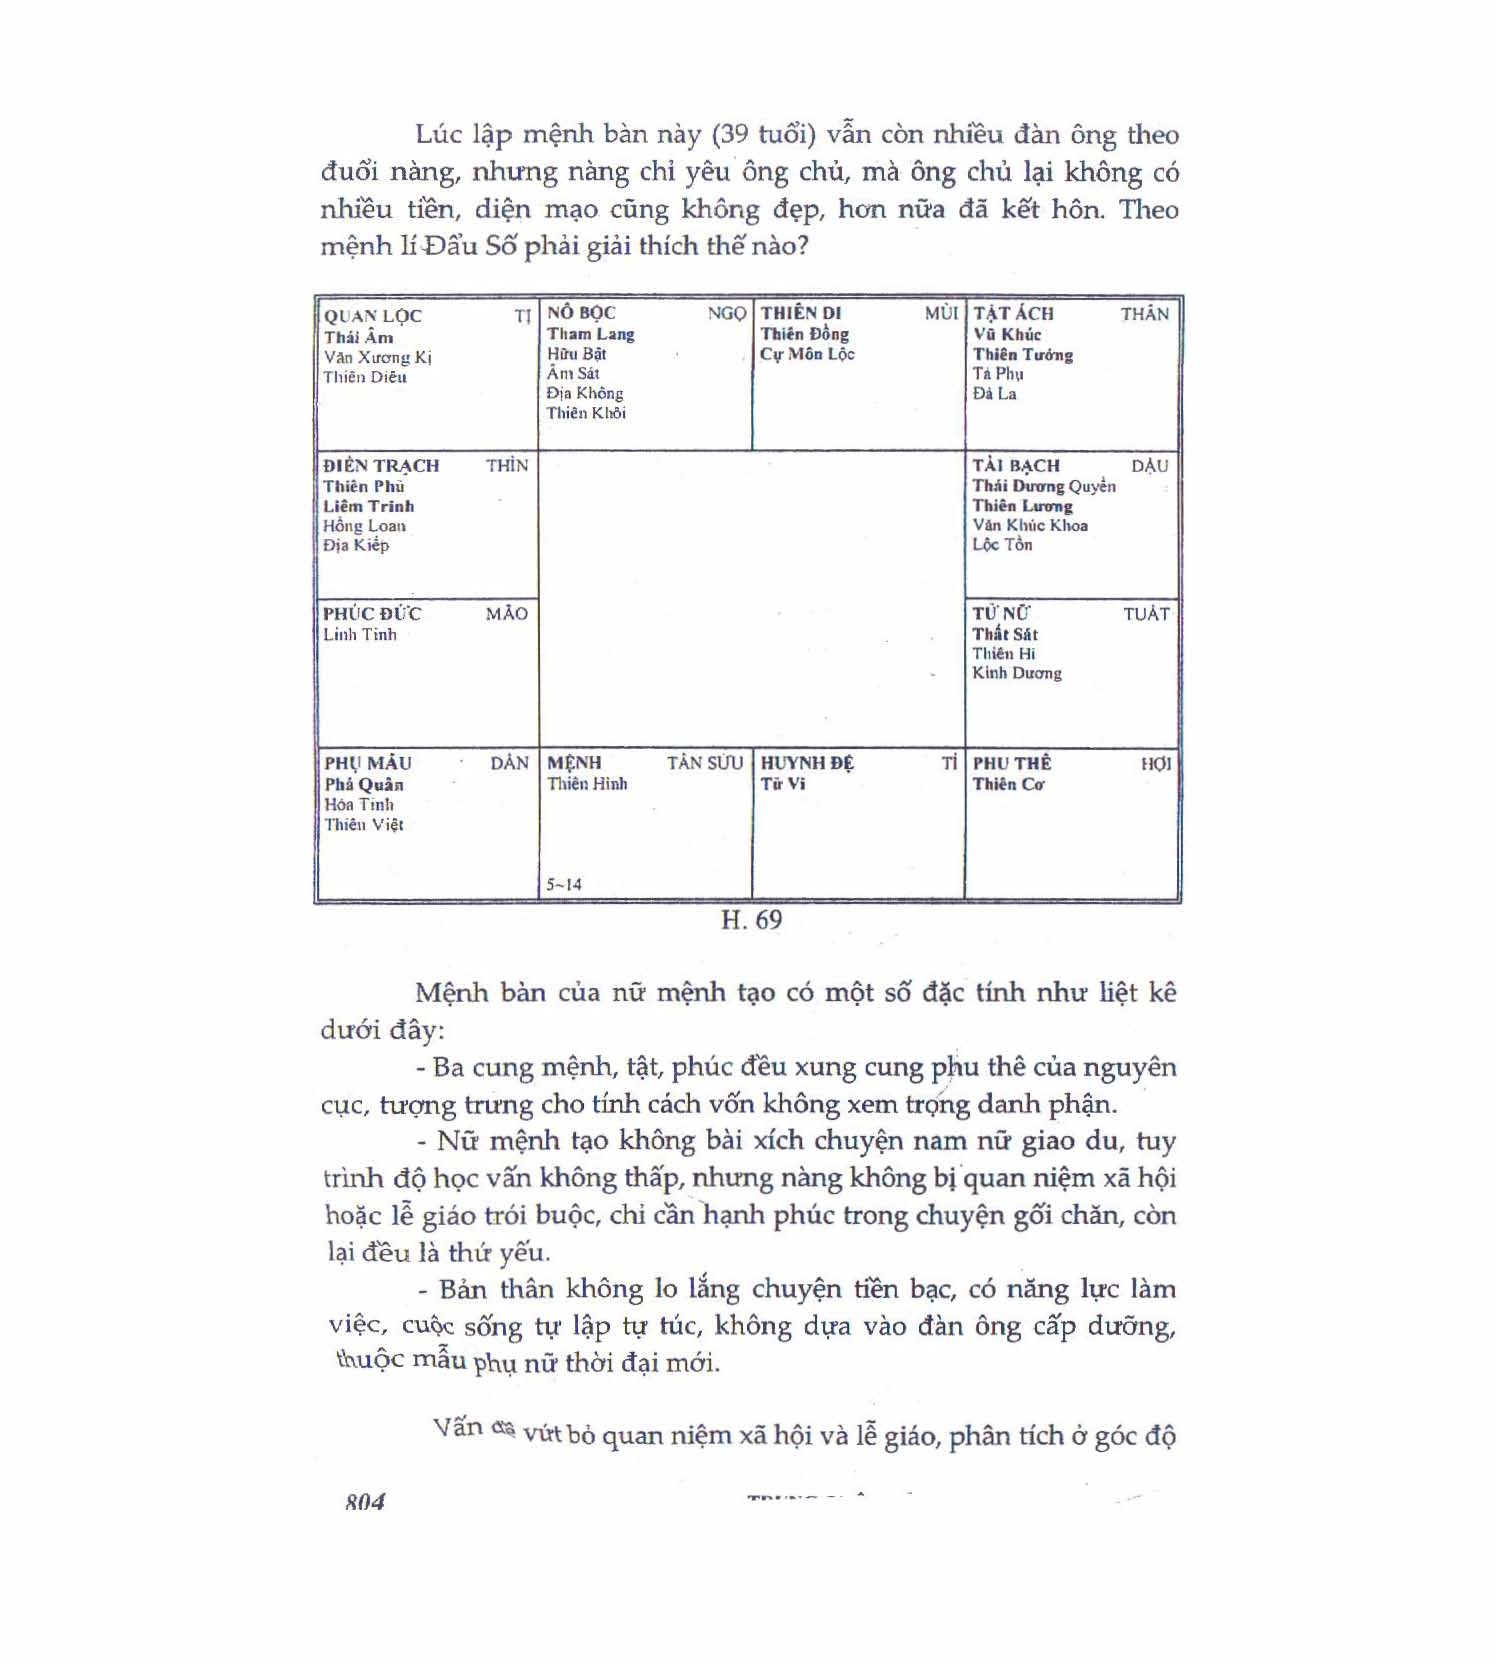 Lúc lập mệnh bàn này (39 tuổi) vẫn còn nhiều đàn ông theo
đuổi nàng, nhưng nàng chỉ yêu ông chủ, mà ông chủ lại không có
nhiều tiền, diện mạo cũng không đẹp, hơn nữa đã kết hôn. Theo
mệnh lí Đẩu Số phải giải thích thế nào?
QUAN LỘC TỊ
Thái Âm
Văn Xương Kị
Thiên Diêu
NÔ BỘC NGỌ
Tham Lang
Hữu Bật
Âm Sát
Địa Không
Thiên Khôi
THIÊN DI MÙI
Thiên Đồng
Cự Môn Lộc
TẬT ÁCH THÂN
Vũ Khúc
Thiên Tướng
Tả Phụ
Đà La
ĐIỀN TRẠCH THÌN
Thiên Phủ
Liêm Trinh
Hồng Loan
Địa Kiếp
TÀI BẠCH DẬU
Thái Dương Quyền
Thiên Lương
Văn Khúc Khoa
Lộc Tồn
PHÚC ĐỨC MÃO
Linh Tinh
TỬ NỮ TUẤT
Thất Sát
Thiên Hi
Kình Dương
PHỤ MẪU DẦN
Phá Quân
Hỏa Tinh
Thiên Việt
MỆNH TÂN SỬU
Thiên Hình
5~14
HUYNH ĐỆ TÍ
Tử Vi
PHU THÊ HỢI
Thiên Cơ
H. 69
Mệnh bàn của nữ mệnh tạo có một số đặc tính như liệt kê
dưới đây:
- Ba cung mệnh, tật, phúc đều xung cung phu thê của nguyên
cục, tượng trưng cho tính cách vốn không xem trọng danh phận.
- Nữ mệnh tạo không bài xích chuyện nam nữ giao du, tuy
trình độ học vấn không thấp, nhưng nàng không bị quan niệm xã hội
hoặc lễ giáo trói buộc, chỉ cần hạnh phúc trong chuyện gối chăn, còn
lại đều là thứ yếu.
- Bản thân không lo lắng chuyện tiền bạc, có năng lực làm
việc, cuộc sống tự lập tự túc, không dựa vào đàn ông cấp dưỡng,
thuộc mẫu phụ nữ thời đại mới.
Vấn đề vứt bỏ quan niệm xã hội và lễ giáo, phân tích ở góc độ
804